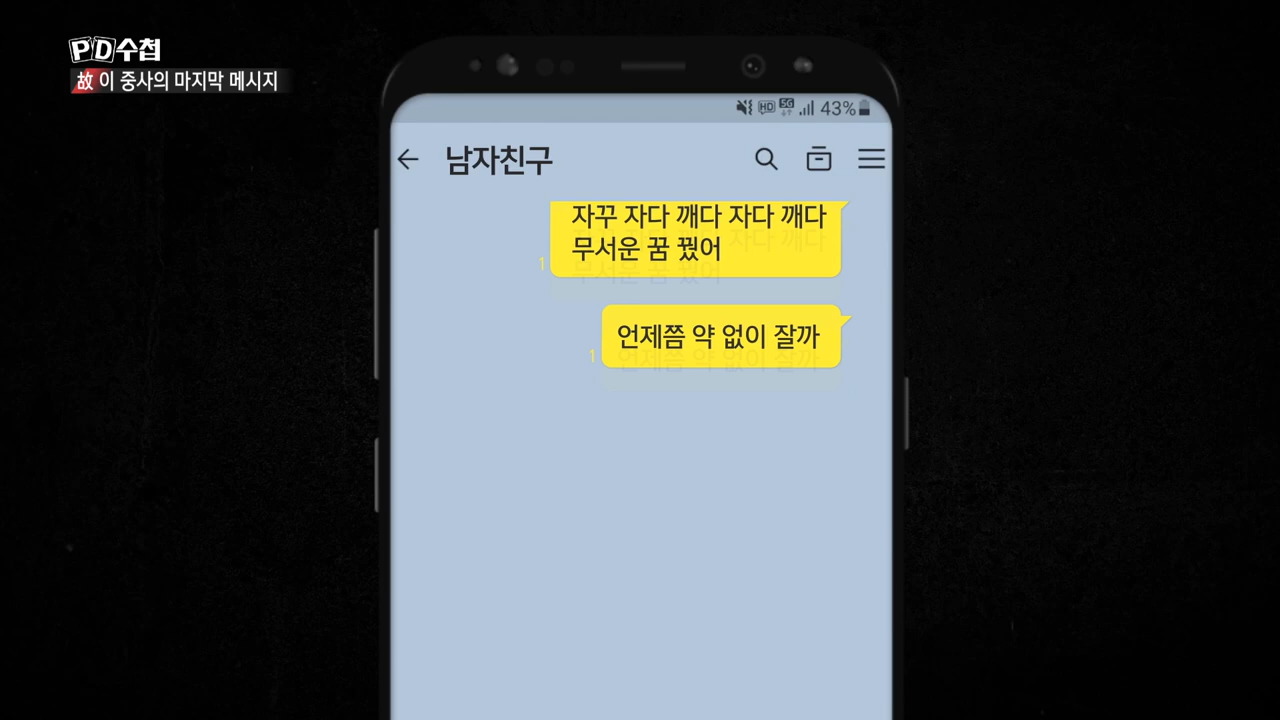 PD수첩
故 이 중사의 마지막 메시지
HD 5G 43%
남자친구
자꾸 자다 깨다 자다 깨다
무서운 꿈 꿨어
1
언제쯤 약 없이 잘까
1